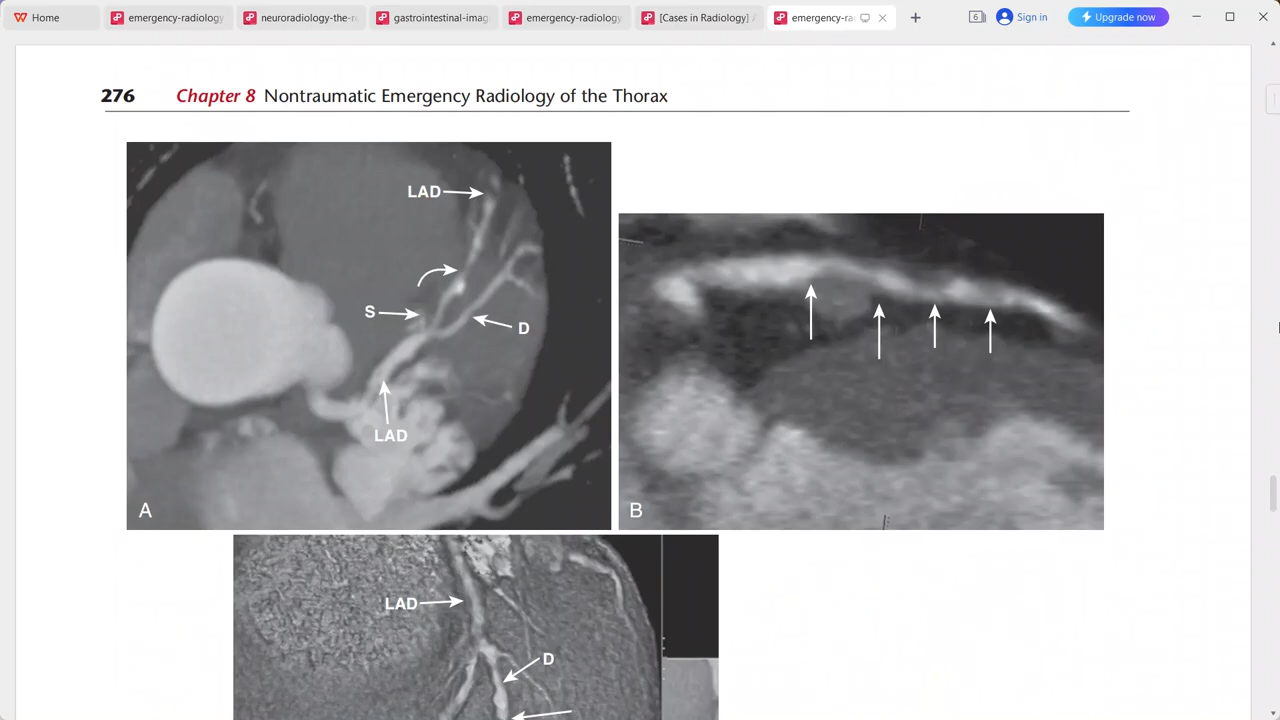 Home
emergency-radiology
neuroradiology-the-r
gastrointestinal-imag
emergency-radiology
[Cases in Radiology]
emergency-ra
6
Sign in
Upgrade now
276 Chapter 8 Nontraumatic Emergency Radiology of the Thorax
LAD
S
D
LAD
A
B
LAD
D